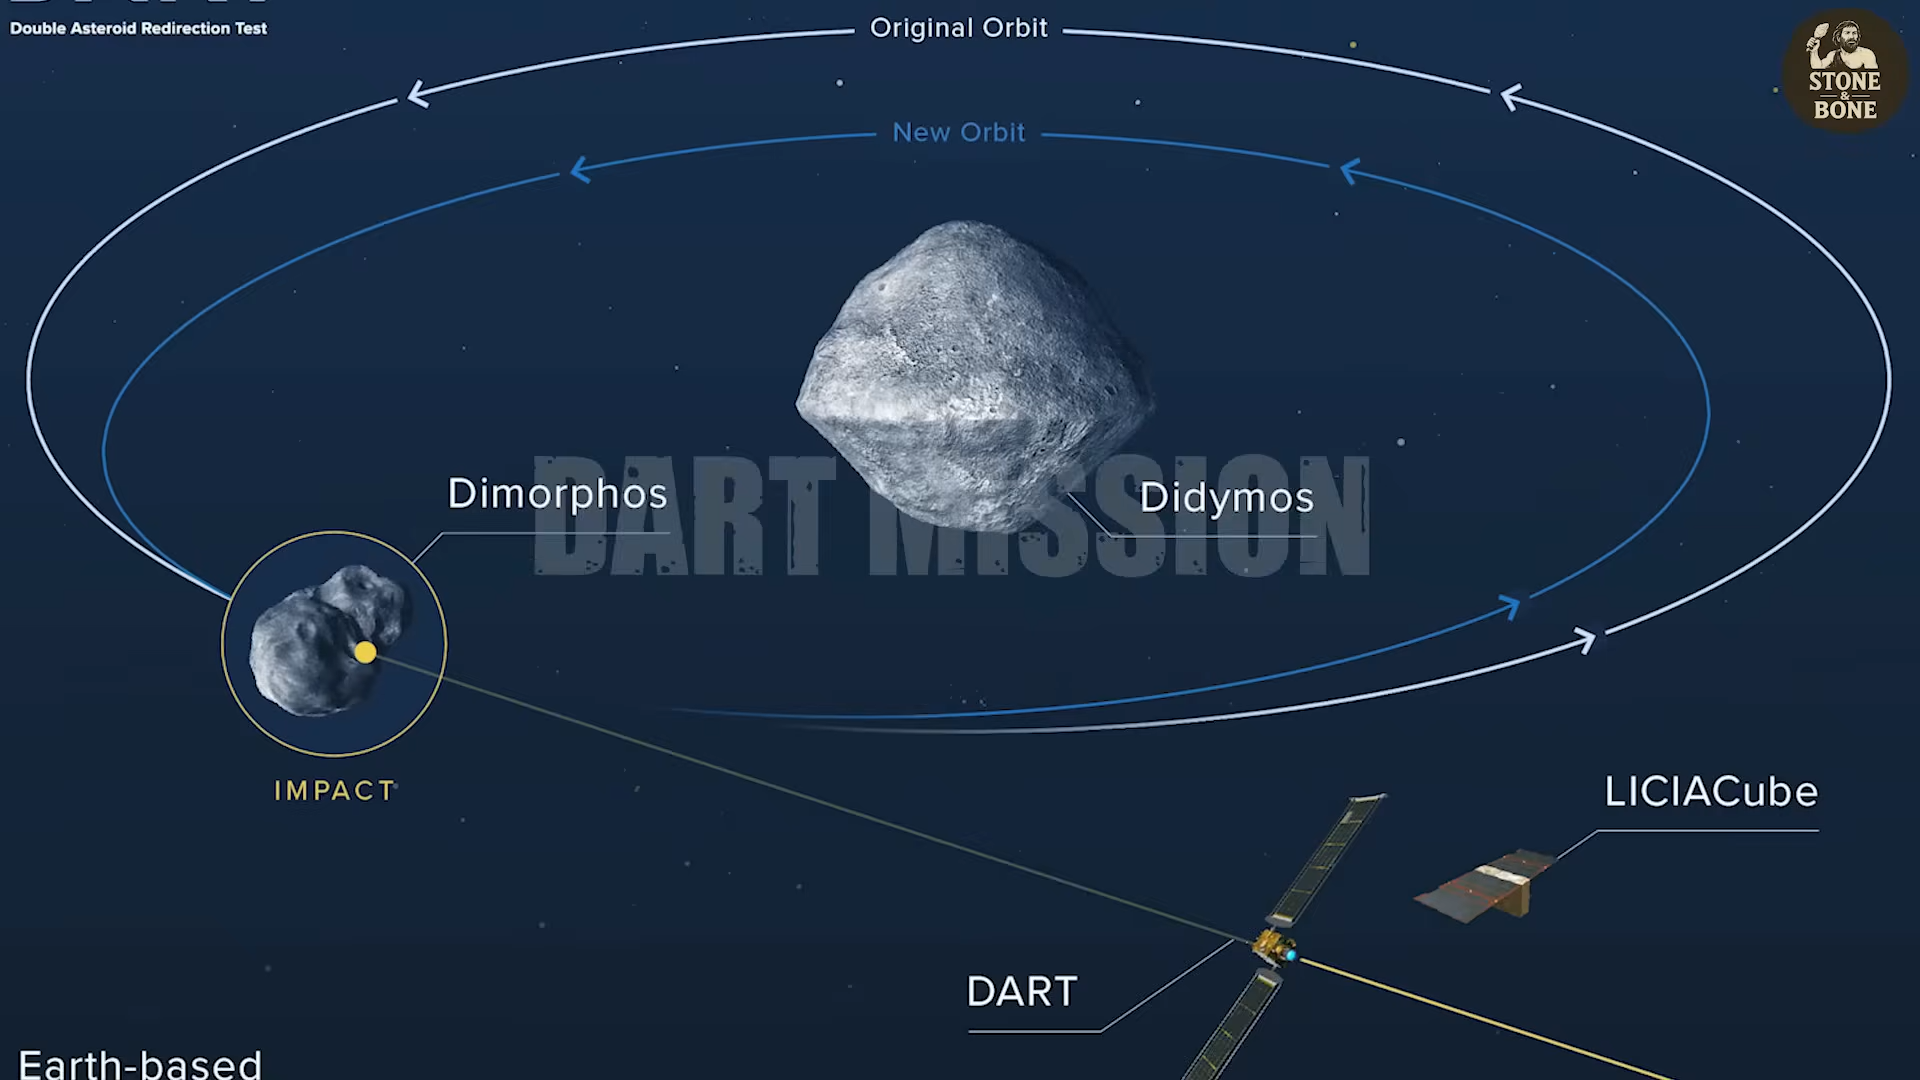 Double Asteroid Redirection Test
Original Orbit
STONE
&
BONE
New Orbit
Dimorphos
Didymos
DART MISSION
IMPACT
LICIACube
DART
Earth-based